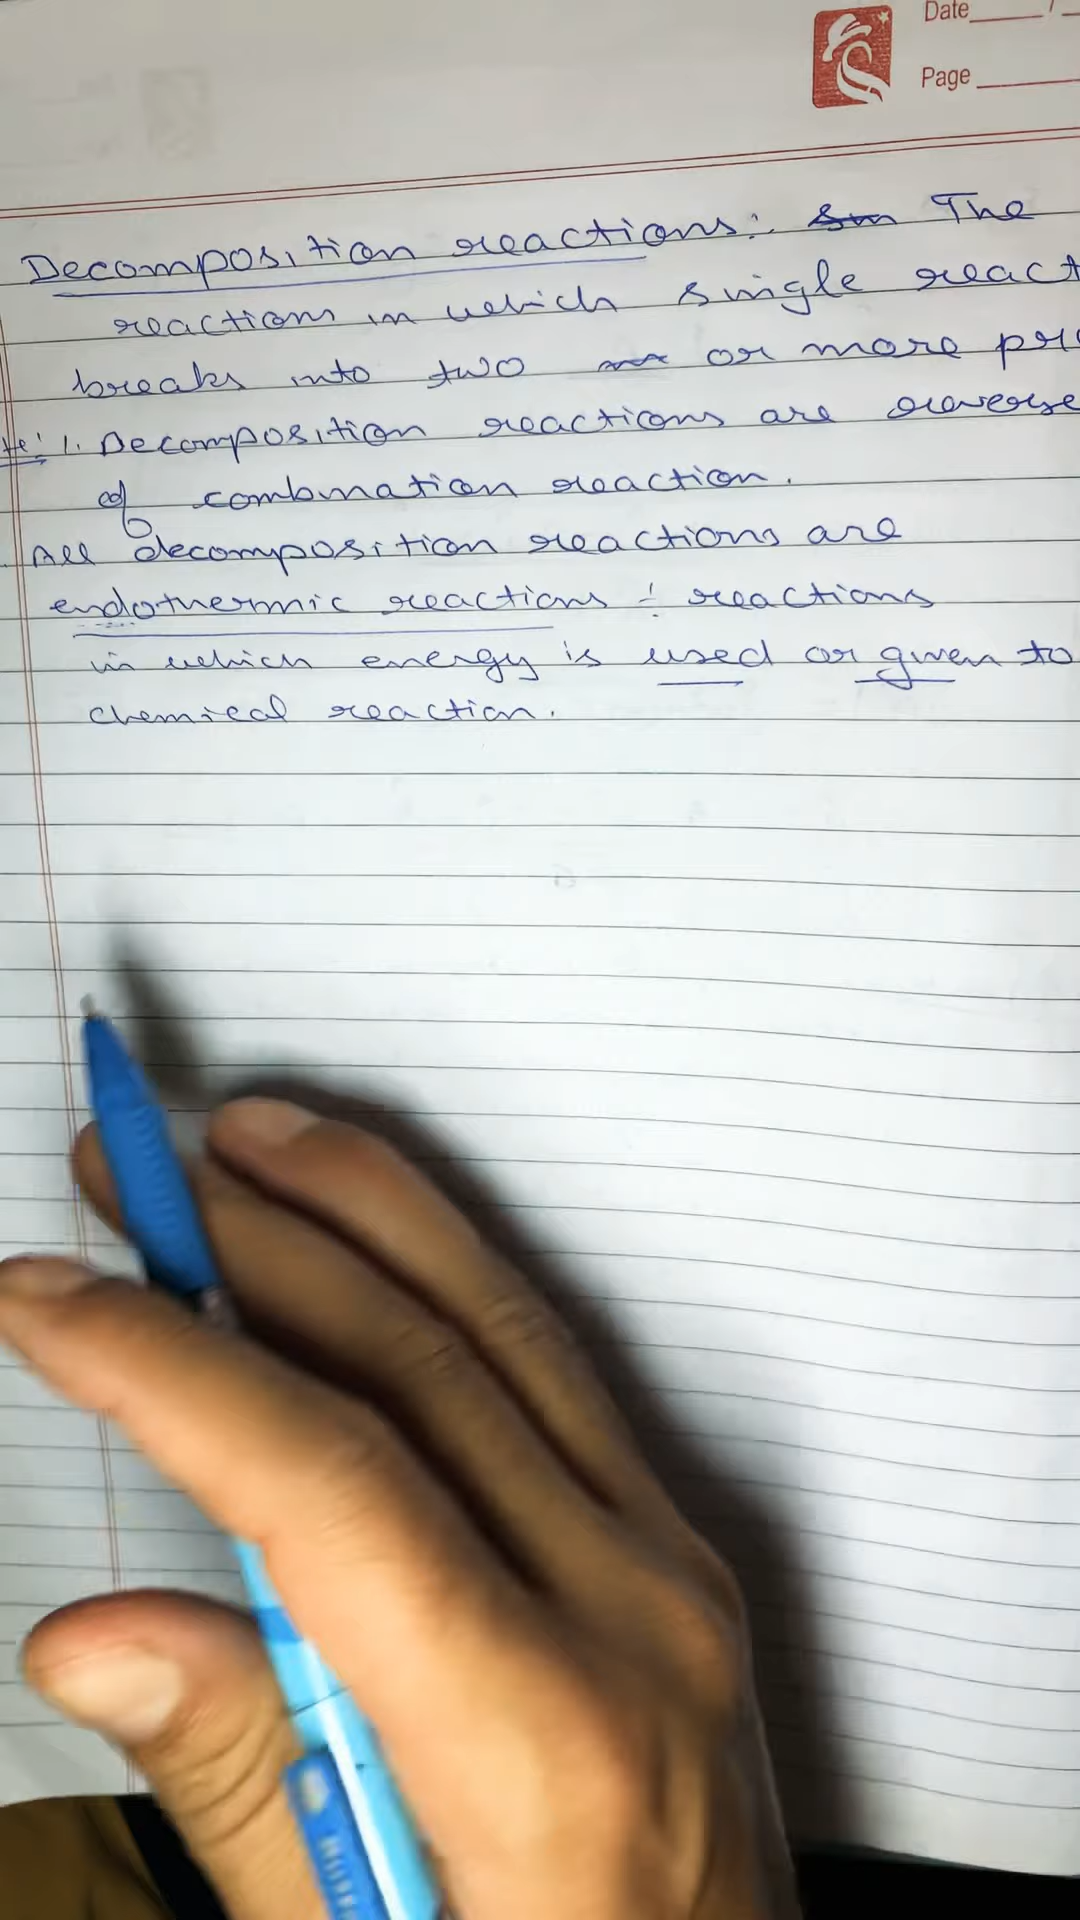 Date
Page
Decomposition reactions: The
reactions in which single react
breaks into two or more pr
te: 1. Decomposition reactions are reverse
of combination reaction.
All decomposition reactions are
endothermic reactions : reactions
in which energy is used or given to
chemical reaction.